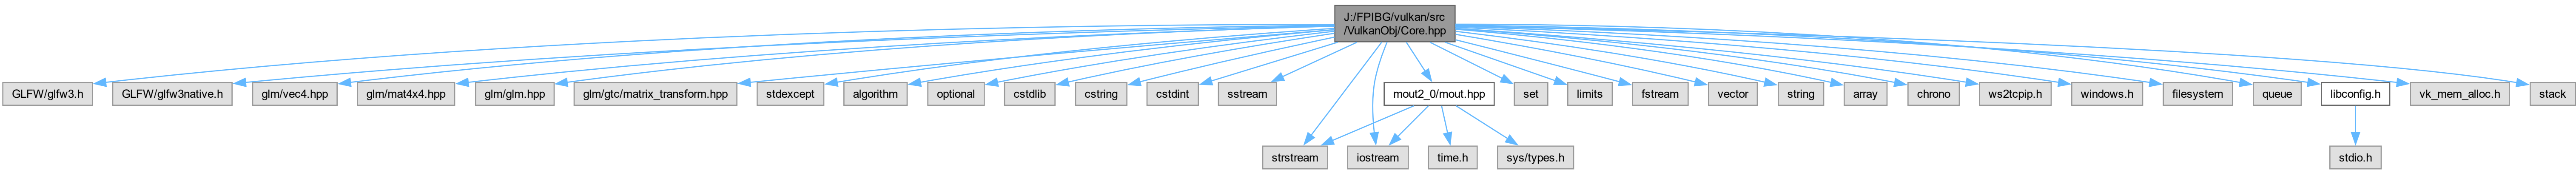 J:/FPIBG/vulkan/src
/VulkanObj/Core.hpp
GLFW/glfw3.h
GLFW/glfw3native.h
glm/vec4.hpp
glm/mat4x4.hpp
glm/glm.hpp
glm/gtc/matrix_transform.hpp
stdexcept
algorithm
optional
cstdlib
cstring
cstdint
sstream
mout2_0/mout.hpp
set
limits
fstream
vector
string
array
chrono
ws2tcpip.h
windows.h
filesystem
queue
libconfig.h
vk_mem_alloc.h
stack
strstream
iostream
time.h
sys/types.h
stdio.h